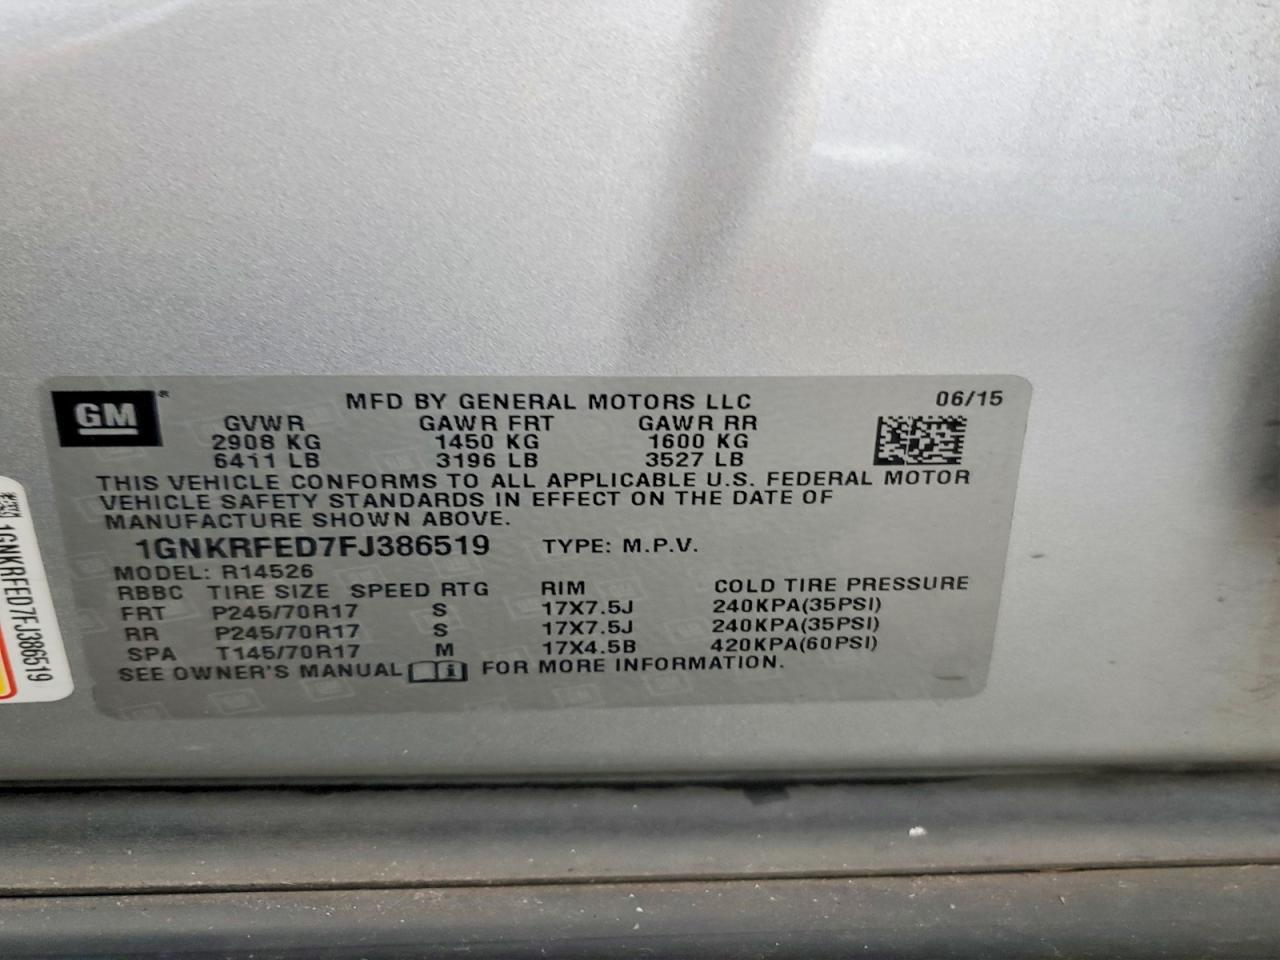 GM ®
MFD BY GENERAL MOTORS LLC 06/15
GVWR GAWR FRT GAWR RR
2908 KG 1450 KG 1600 KG
6411 LB 3196 LB 3527 LB
THIS VEHICLE CONFORMS TO ALL APPLICABLE U.S. FEDERAL MOTOR
VEHICLE SAFETY STANDARDS IN EFFECT ON THE DATE OF
MANUFACTURE SHOWN ABOVE.
1GNKRFED7FJ386519 TYPE: M.P.V.
MODEL: R14526
RBBC TIRE SIZE SPEED RTG RIM COLD TIRE PRESSURE
FRT P245/70R17 S 17X7.5J 240KPA(35PSI)
RR P245/70R17 S 17X7.5J 240KPA(35PSI)
SPA T145/70R17 M 17X4.5B 420KPA(60PSI)
SEE OWNER'S MANUAL i FOR MORE INFORMATION.
1GNKRFED7FJ386519